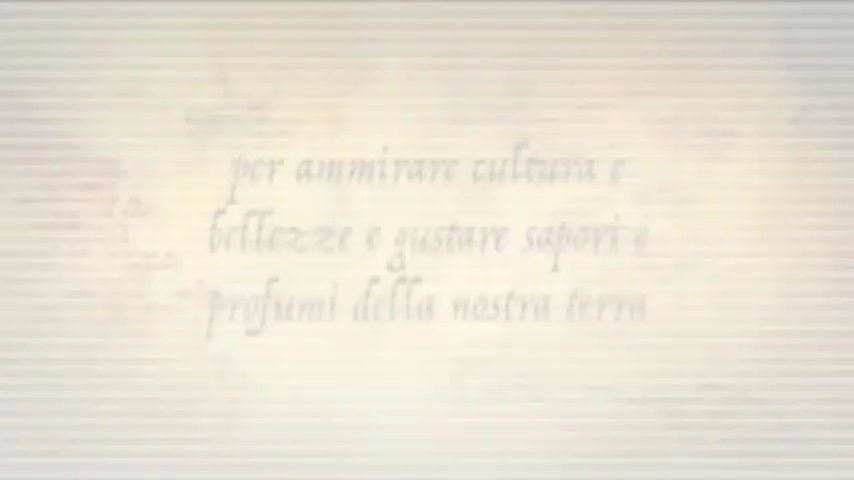 per ammirare cultura e
bellezze e gustare sapori e
profumi della nostra terra